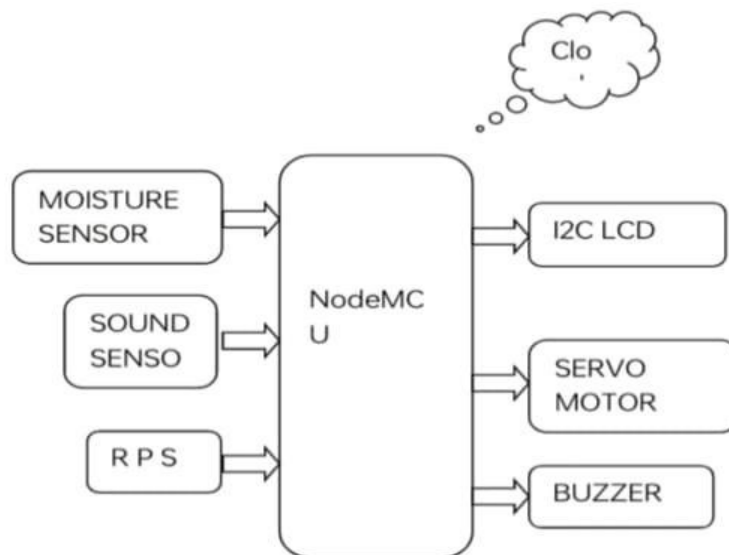 Clo
MOISTURE
SENSOR
I2C LCD
NodeMC
U
SOUND
SENSO
SERVO
MOTOR
R P S
BUZZER